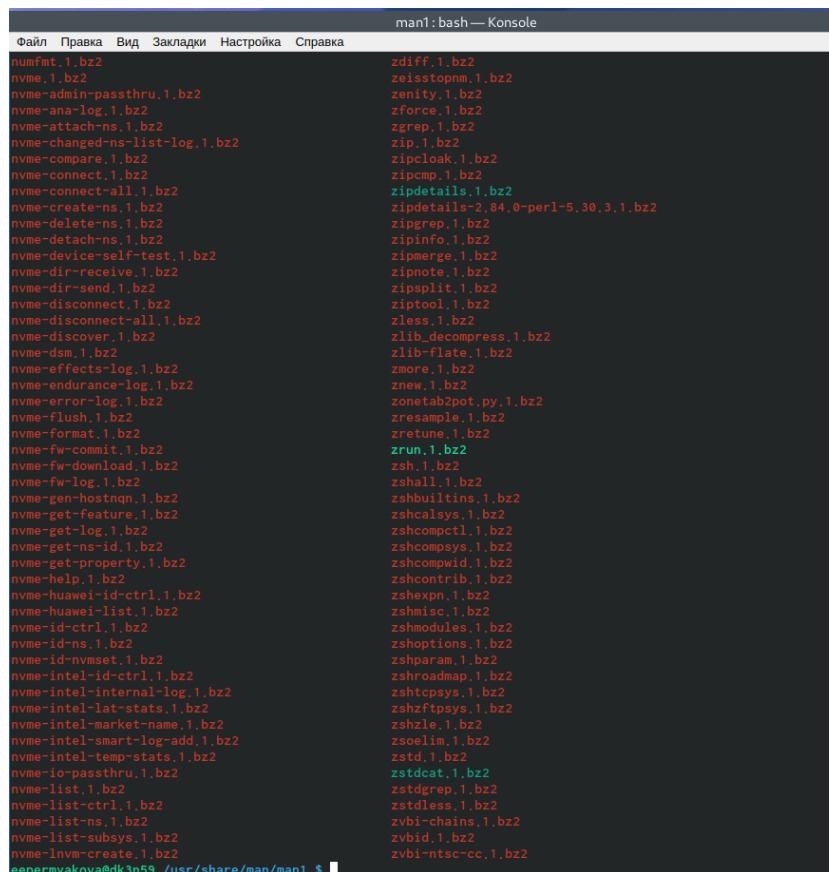 man1 : bash — Konsole
Файл Правка Вид Закладки Настройка Справка
numfmt.1.bz2 zdiff.1.bz2
nvme.1.bz2 zeisstopnm.1.bz2
nvme-admin-passthru.1.bz2 zenity.1.bz2
nvme-ana-log.1.bz2 zforce.1.bz2
nvme-attach-ns.1.bz2 zgrep.1.bz2
nvme-changed-ns-list-log.1.bz2 zip.1.bz2
nvme-compare.1.bz2 zipcloak.1.bz2
nvme-connect.1.bz2 zipcmp.1.bz2
nvme-connect-all.1.bz2 zipdetails.1.bz2
nvme-create-ns.1.bz2 zipdetails-2.84.0-perl-5.30.3.1.bz2
nvme-delete-ns.1.bz2 zipgrep.1.bz2
nvme-detach-ns.1.bz2 zipinfo.1.bz2
nvme-device-self-test.1.bz2 zipmerge.1.bz2
nvme-dir-receive.1.bz2 zipnote.1.bz2
nvme-dir-send.1.bz2 zipsplit.1.bz2
nvme-disconnect.1.bz2 ziptool.1.bz2
nvme-disconnect-all.1.bz2 zless.1.bz2
nvme-discover.1.bz2 zlib_decompress.1.bz2
nvme-dsm.1.bz2 zlib-flate.1.bz2
nvme-effects-log.1.bz2 zmore.1.bz2
nvme-endurance-log.1.bz2 znew.1.bz2
nvme-error-log.1.bz2 zonetab2pot.py.1.bz2
nvme-flush.1.bz2 zresample.1.bz2
nvme-format.1.bz2 zretune.1.bz2
nvme-fw-commit.1.bz2 zrun.1.bz2
nvme-fw-download.1.bz2 zsh.1.bz2
nvme-fw-log.1.bz2 zshall.1.bz2
nvme-gen-hostnqn.1.bz2 zshbuiltins.1.bz2
nvme-get-feature.1.bz2 zshcalsys.1.bz2
nvme-get-log.1.bz2 zshcompctl.1.bz2
nvme-get-ns-id.1.bz2 zshcompsys.1.bz2
nvme-get-property.1.bz2 zshcompwid.1.bz2
nvme-help.1.bz2 zshcontrib.1.bz2
nvme-huawei-id-ctrl.1.bz2 zshexpn.1.bz2
nvme-huawei-list.1.bz2 zshmisc.1.bz2
nvme-id-ctrl.1.bz2 zshmodules.1.bz2
nvme-id-ns.1.bz2 zshoptions.1.bz2
nvme-id-nvmset.1.bz2 zshparam.1.bz2
nvme-intel-id-ctrl.1.bz2 zshroadmap.1.bz2
nvme-intel-internal-log.1.bz2 zshtcpsys.1.bz2
nvme-intel-lat-stats.1.bz2 zshzftpsys.1.bz2
nvme-intel-market-name.1.bz2 zshzle.1.bz2
nvme-intel-smart-log-add.1.bz2 zsoelim.1.bz2
nvme-intel-temp-stats.1.bz2 zstd.1.bz2
nvme-io-passthru.1.bz2 zstdcat.1.bz2
nvme-list.1.bz2 zstdgrep.1.bz2
nvme-list-ctrl.1.bz2 zstdless.1.bz2
nvme-list-ns.1.bz2 zvbi-chains.1.bz2
nvme-list-subsys.1.bz2 zvbid.1.bz2
nvme-lnvm-create.1.bz2 zvbi-ntsc-cc.1.bz2
eepermyakova@dk3n59 /usr/share/man/man1 $